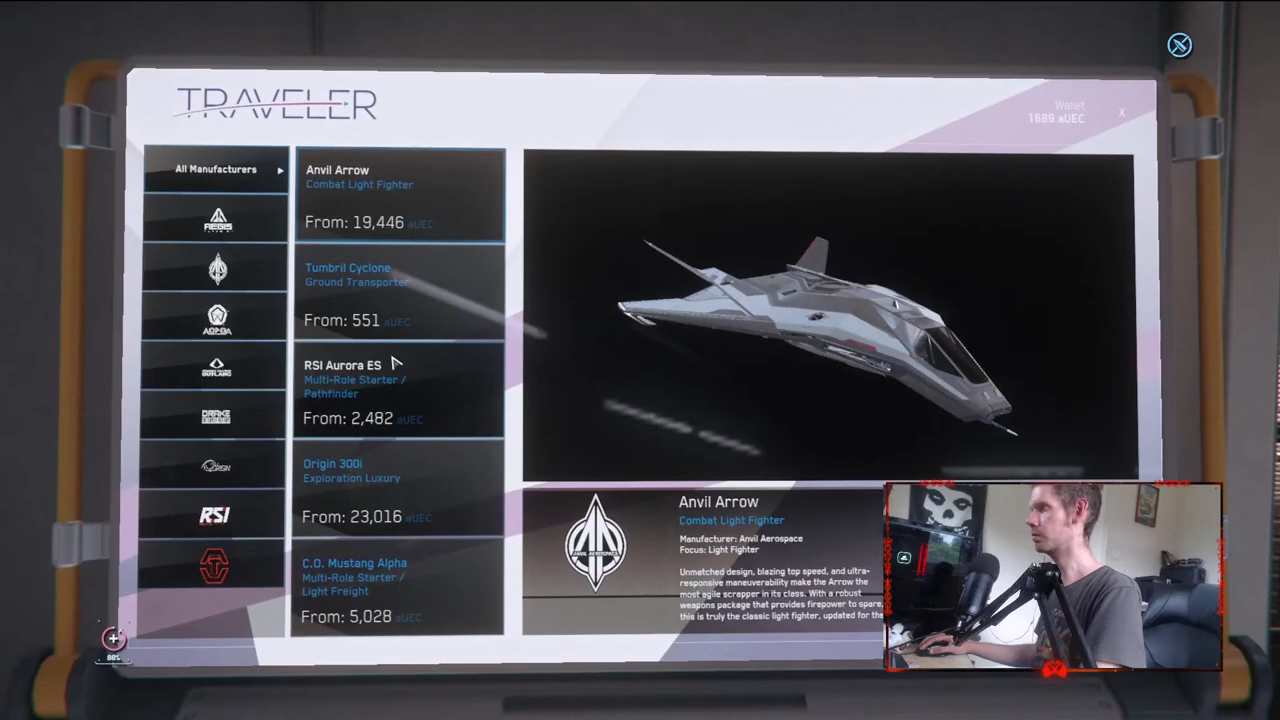 TRAVELER
Wallet
1689 aUEC
X
All Manufacturers
AEGIS
DRAKE
ORIGIN
RSI
Anvil Arrow
Combat Light Fighter
From: 19,446 aUEC
Tumbril Cyclone
Ground Transporter
From: 551 aUEC
RSI Aurora ES
Multi-Role Starter /
Pathfinder
From: 2,482 aUEC
Origin 300i
Exploration Luxury
From: 23,016 aUEC
C.O. Mustang Alpha
Multi-Role Starter /
Light Freight
From: 5,028 aUEC
ANVIL AEROSPACE
Anvil Arrow
Combat Light Fighter
Manufacturer: Anvil Aerospace
Focus: Light Fighter
Unmatched design, blazing top speed, and ultra-
responsive maneuverability make the Arrow the
most agile scrapper in its class. With a robust
weapons package that provides firepower to spare,
this is truly the classic light fighter, updated for the